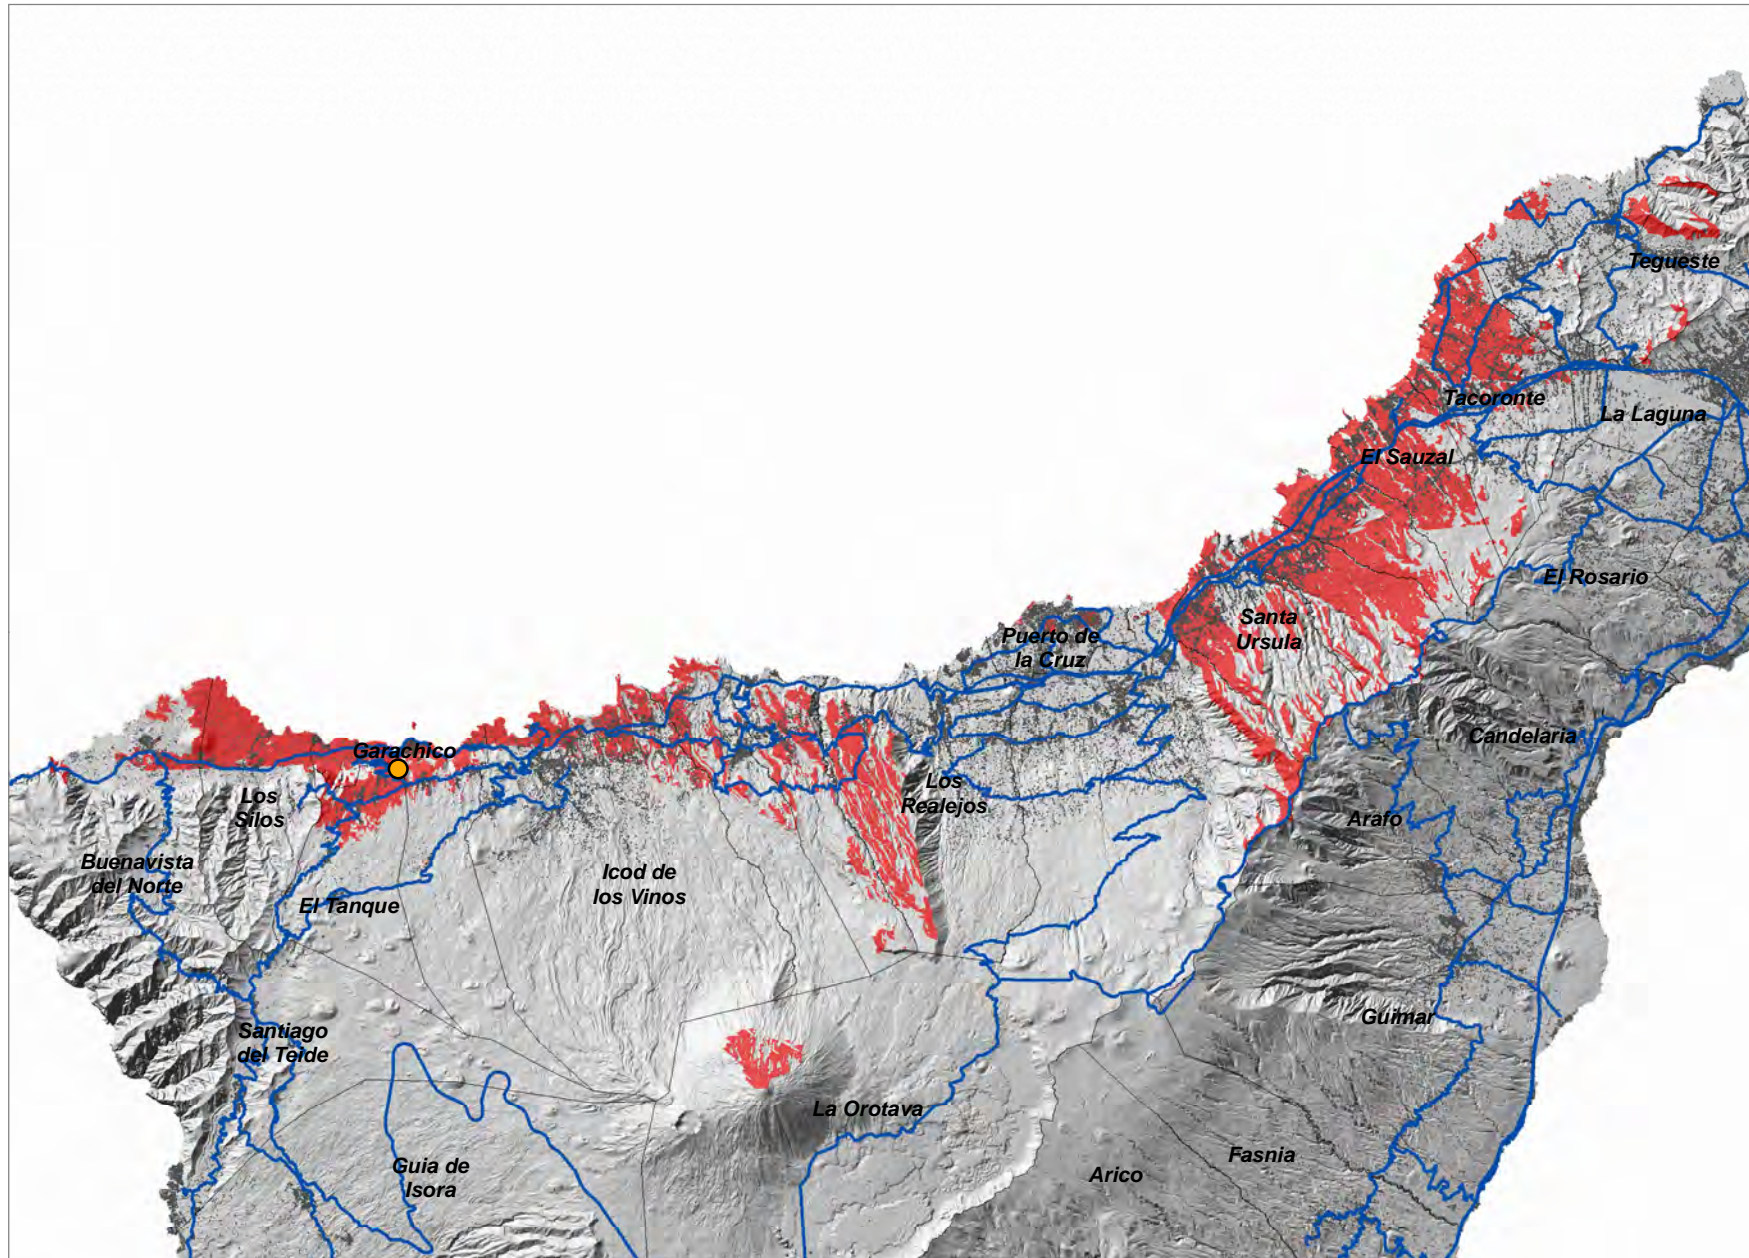 Tegueste
Tacoronte
La Laguna
El Sauzal
El Rosario
Santa
Ursula
Puerto de
la Cruz
Candelaria
Garachico
Los
Realejos
Los
Silos
Arafo
Buenavista
del Norte
Icod de
los Vinos
El Tanque
Guimar
Santiago
del Teide
La Orotava
Fasnia
Guia de
Isora
Arico